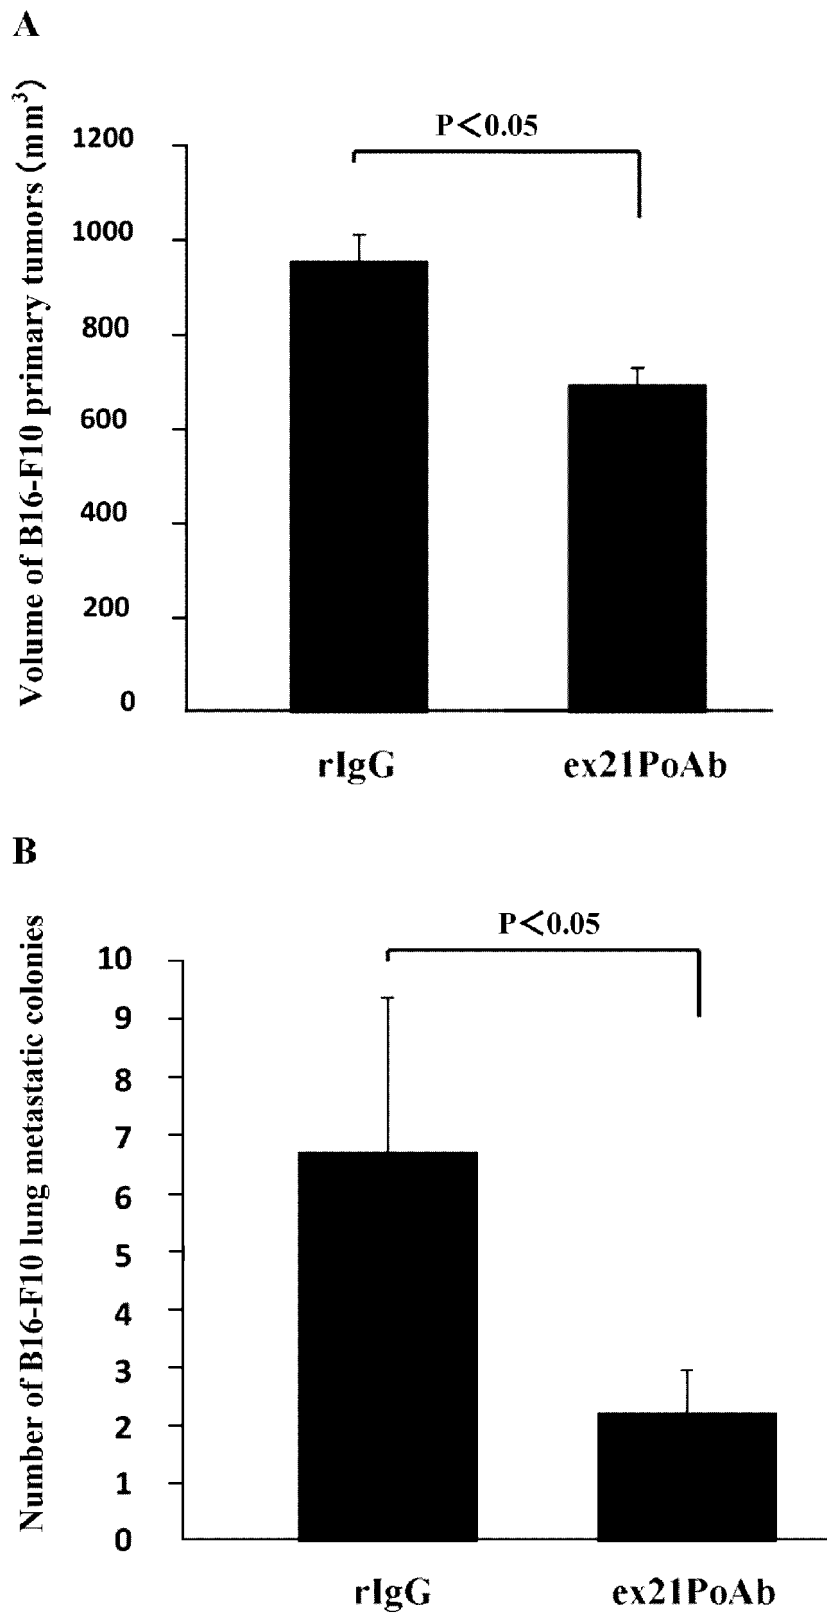 A
Volume of B16-F10 primary tumors (mm³)
P<0.05
1200
1000
800
600
400
200
0
rIgG ex21PoAb
B
Number of B16-F10 lung metastatic colonies
P<0.05
10
9
8
7
6
5
4
3
2
1
0
rIgG ex21PoAb